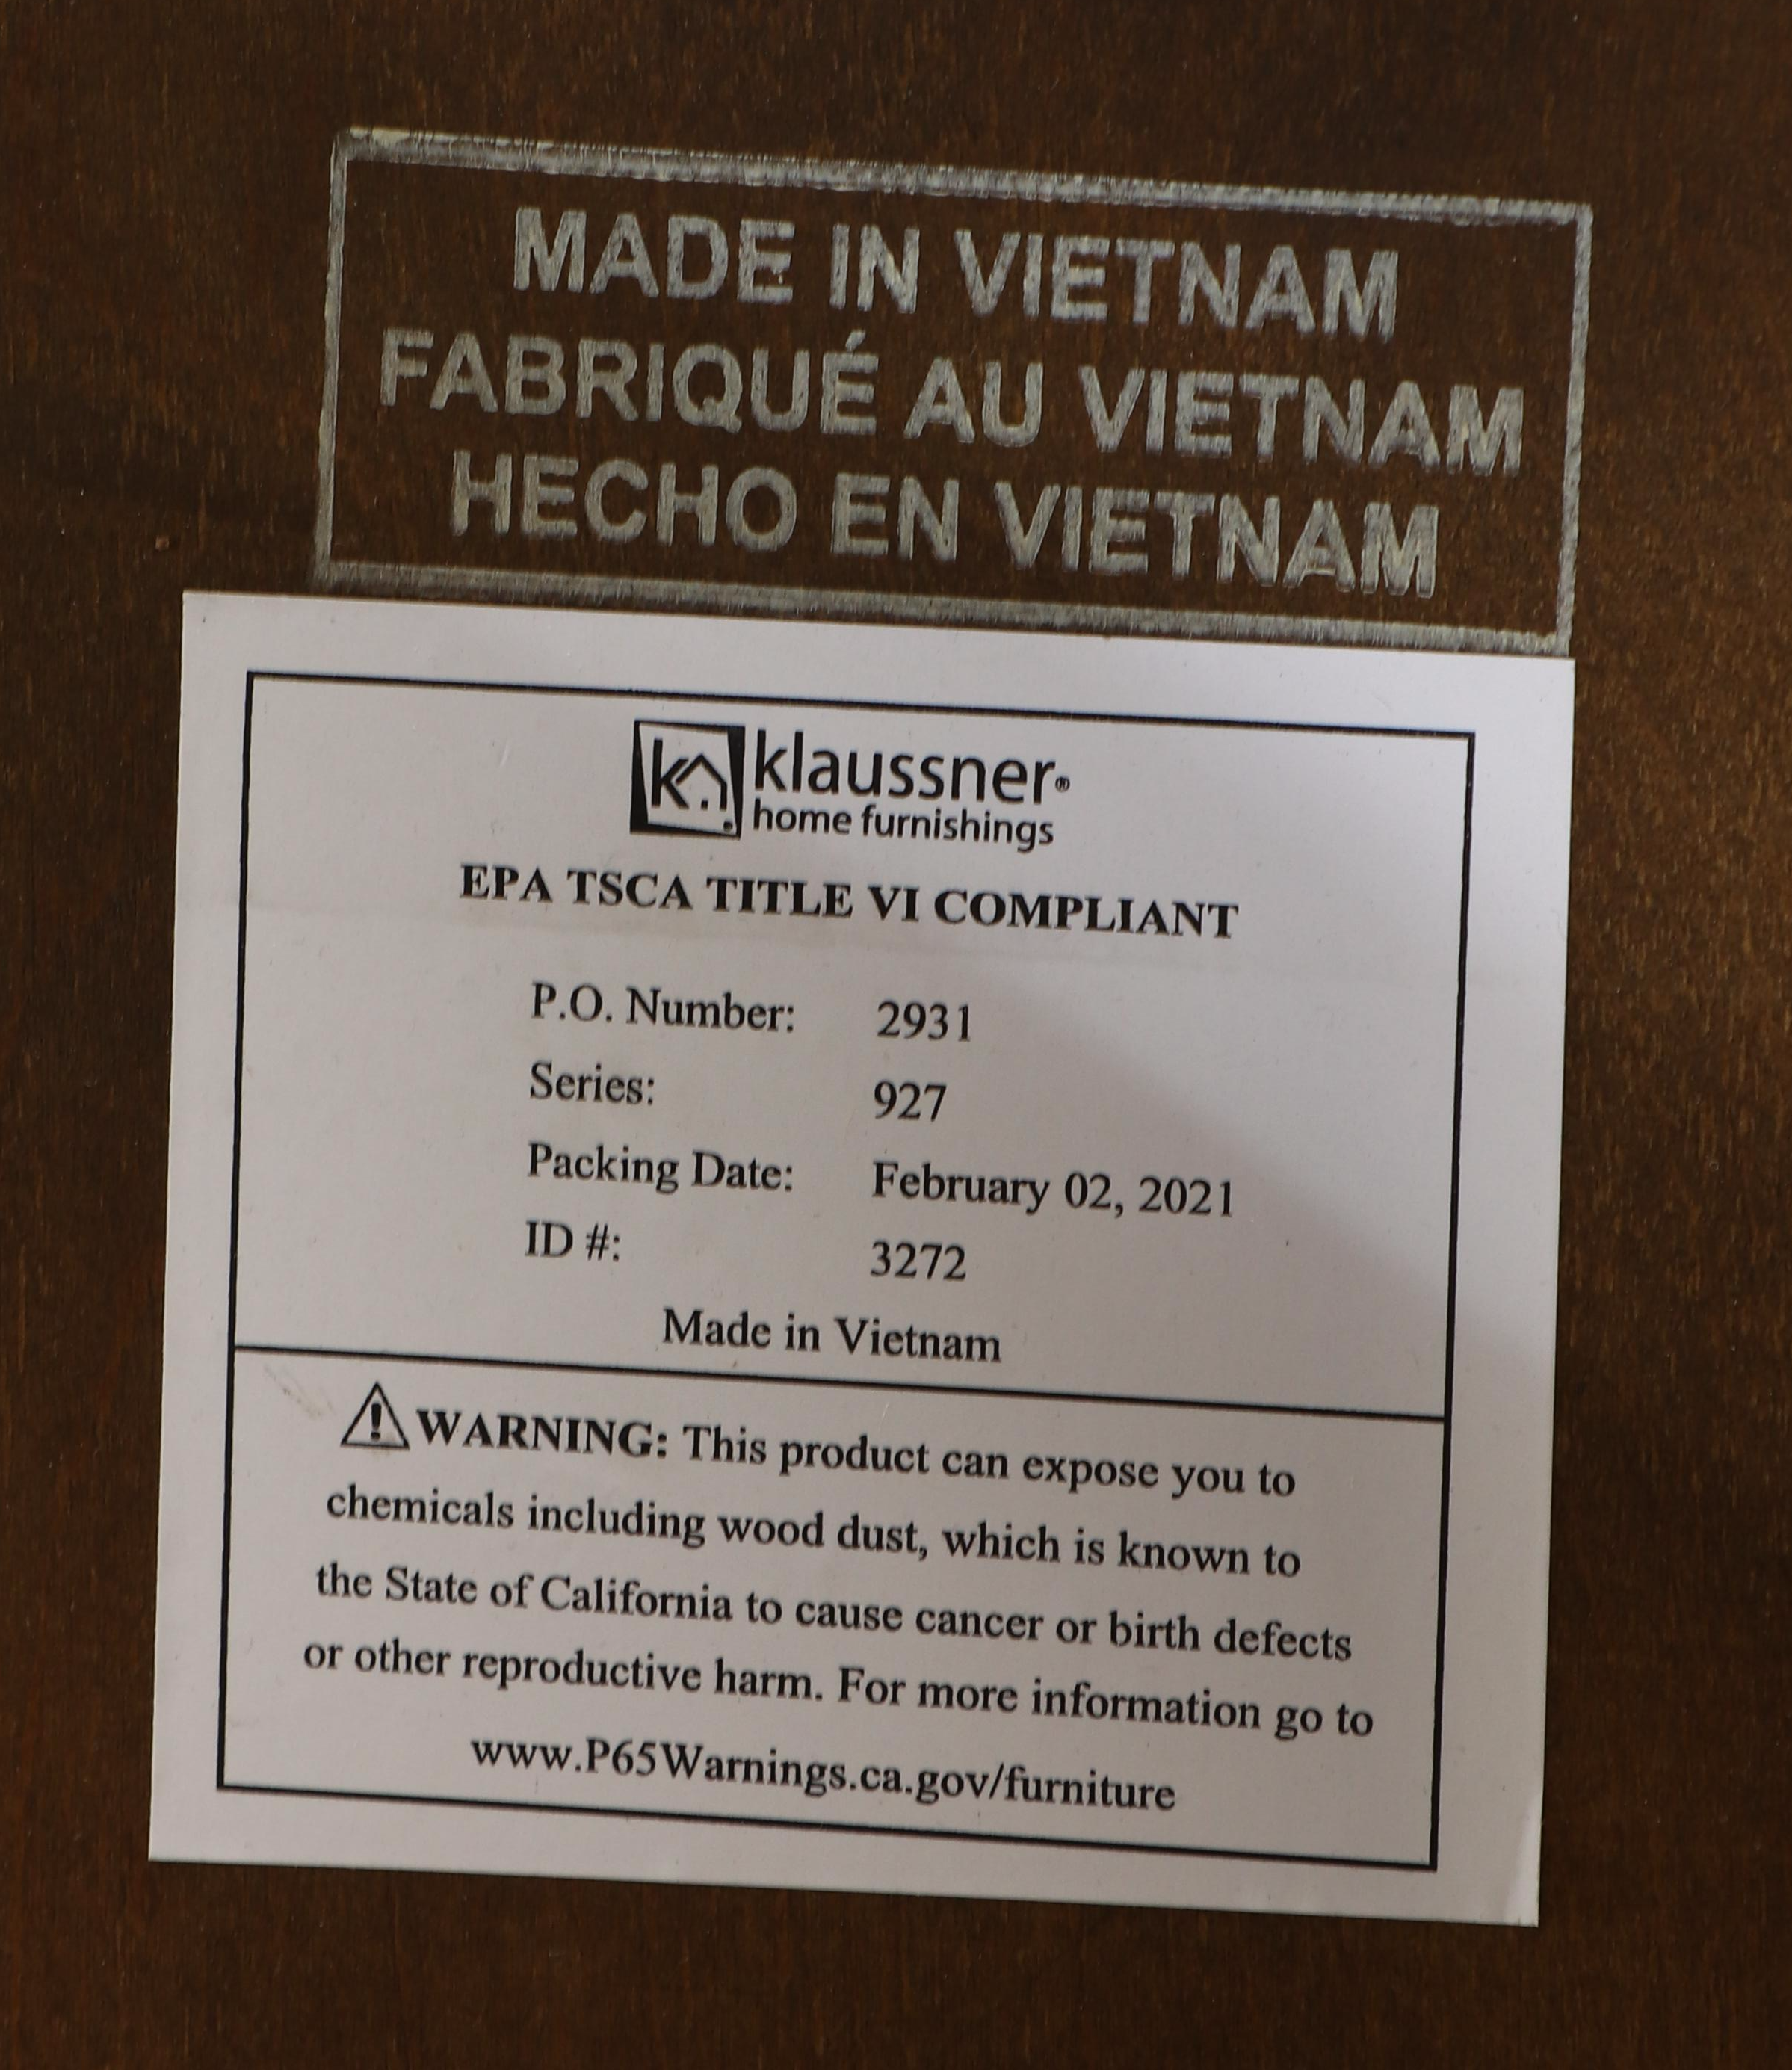 MADE IN VIETNAM
FABRIQUÉ AU VIETNAM
HECHO EN VIETNAM
klaussner®
home furnishings
EPA TSCA TITLE VI COMPLIANT
P.O. Number: 2931
Series: 927
Packing Date: February 02, 2021
ID #: 3272
Made in Vietnam
WARNING: This product can expose you to
chemicals including wood dust, which is known to
the State of California to cause cancer or birth defects
or other reproductive harm. For more information go to
www.P65Warnings.ca.gov/furniture